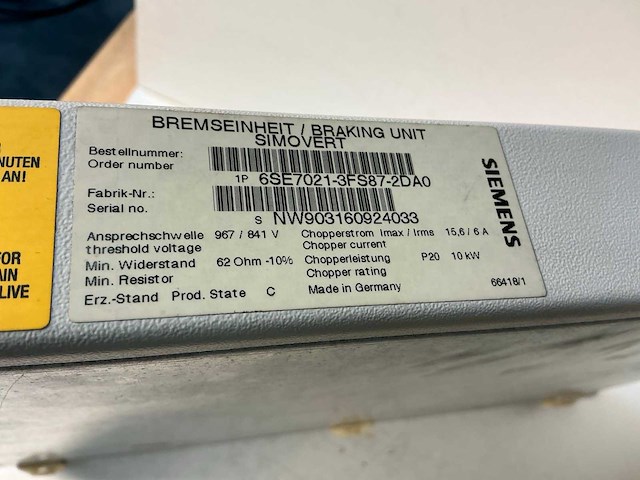 NUTEN
AN!
FOR
AIN
LIVE
BREMSEINHEIT / BRAKING UNIT
SIMOVERT
Bestellnummer:
Order number
1P 6SE7021-3FS87-2DA0
Fabrik-Nr.:
Serial no.
S NW903160924033
Ansprechschwelle 967 / 841 V
threshold voltage
Min. Widerstand 62 Ohm -10%
Min. Resistor
Erz.-Stand Prod. State C
Chopperstrom Imax / Irms 15,6 / 6 A
Chopper current
Chopperleistung P20 10 kW
Chopper rating
Made in Germany
66418/1
SIEMENS